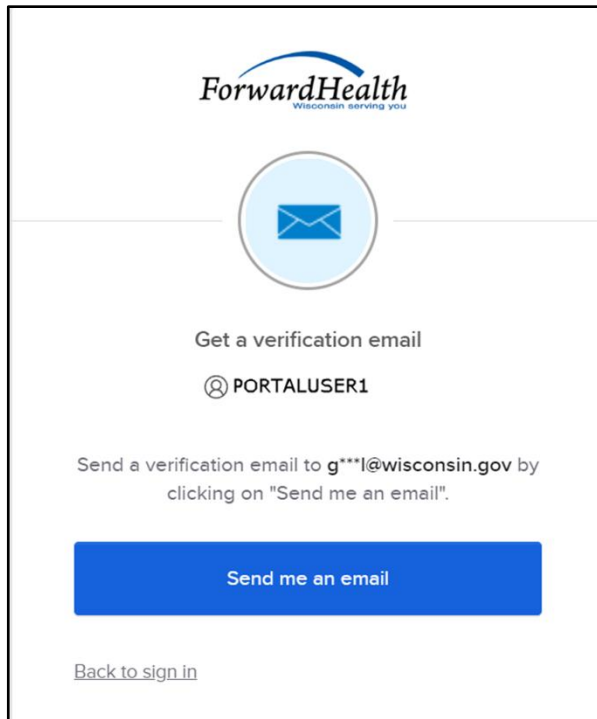 ForwardHealth
Wisconsin serving you
Get a verification email
PORTALUSER1
Send a verification email to g***l@wisconsin.gov by
clicking on "Send me an email".
Send me an email
Back to sign in